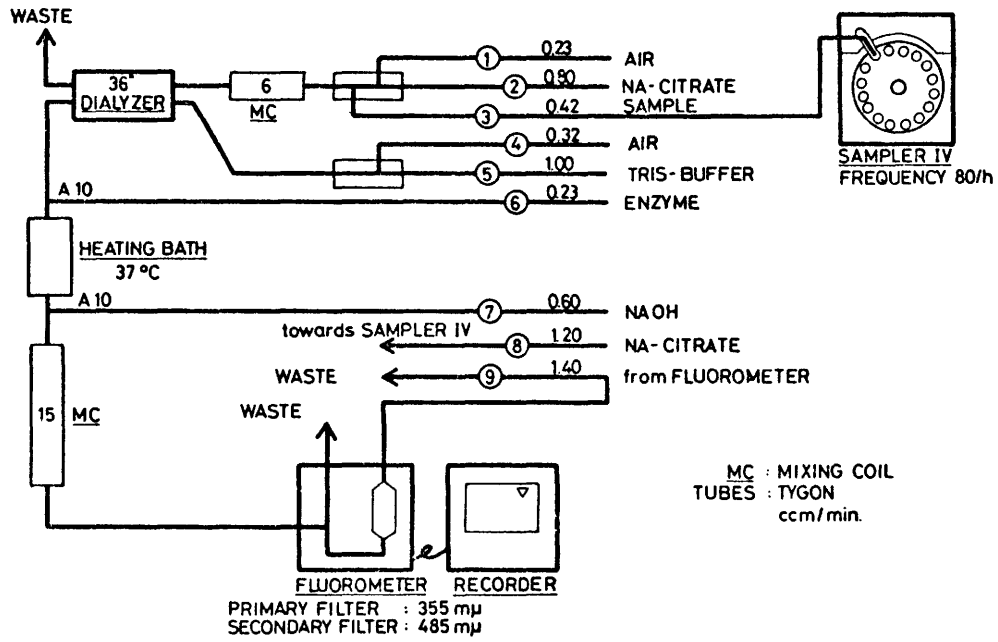 WASTE
1 0.23 AIR
36" DIALYZER
6
MC
2 0.80 NA-CITRATE
3 0.42 SAMPLE
4 0.32 AIR
5 1.00 TRIS-BUFFER
SAMPLER IV
FREQUENCY 80/h
A 10
6 0.23 ENZYME
HEATING BATH
37 °C
A 10
7 0.60 NAOH
towards SAMPLER IV
8 1.20 NA-CITRATE
WASTE
9 1.40 from FLUOROMETER
WASTE
15 MC
MC : MIXING COIL
TUBES : TYGON
ccm/min.
FLUOROMETER
RECORDER
PRIMARY FILTER : 355 mμ
SECONDARY FILTER : 485 mμ